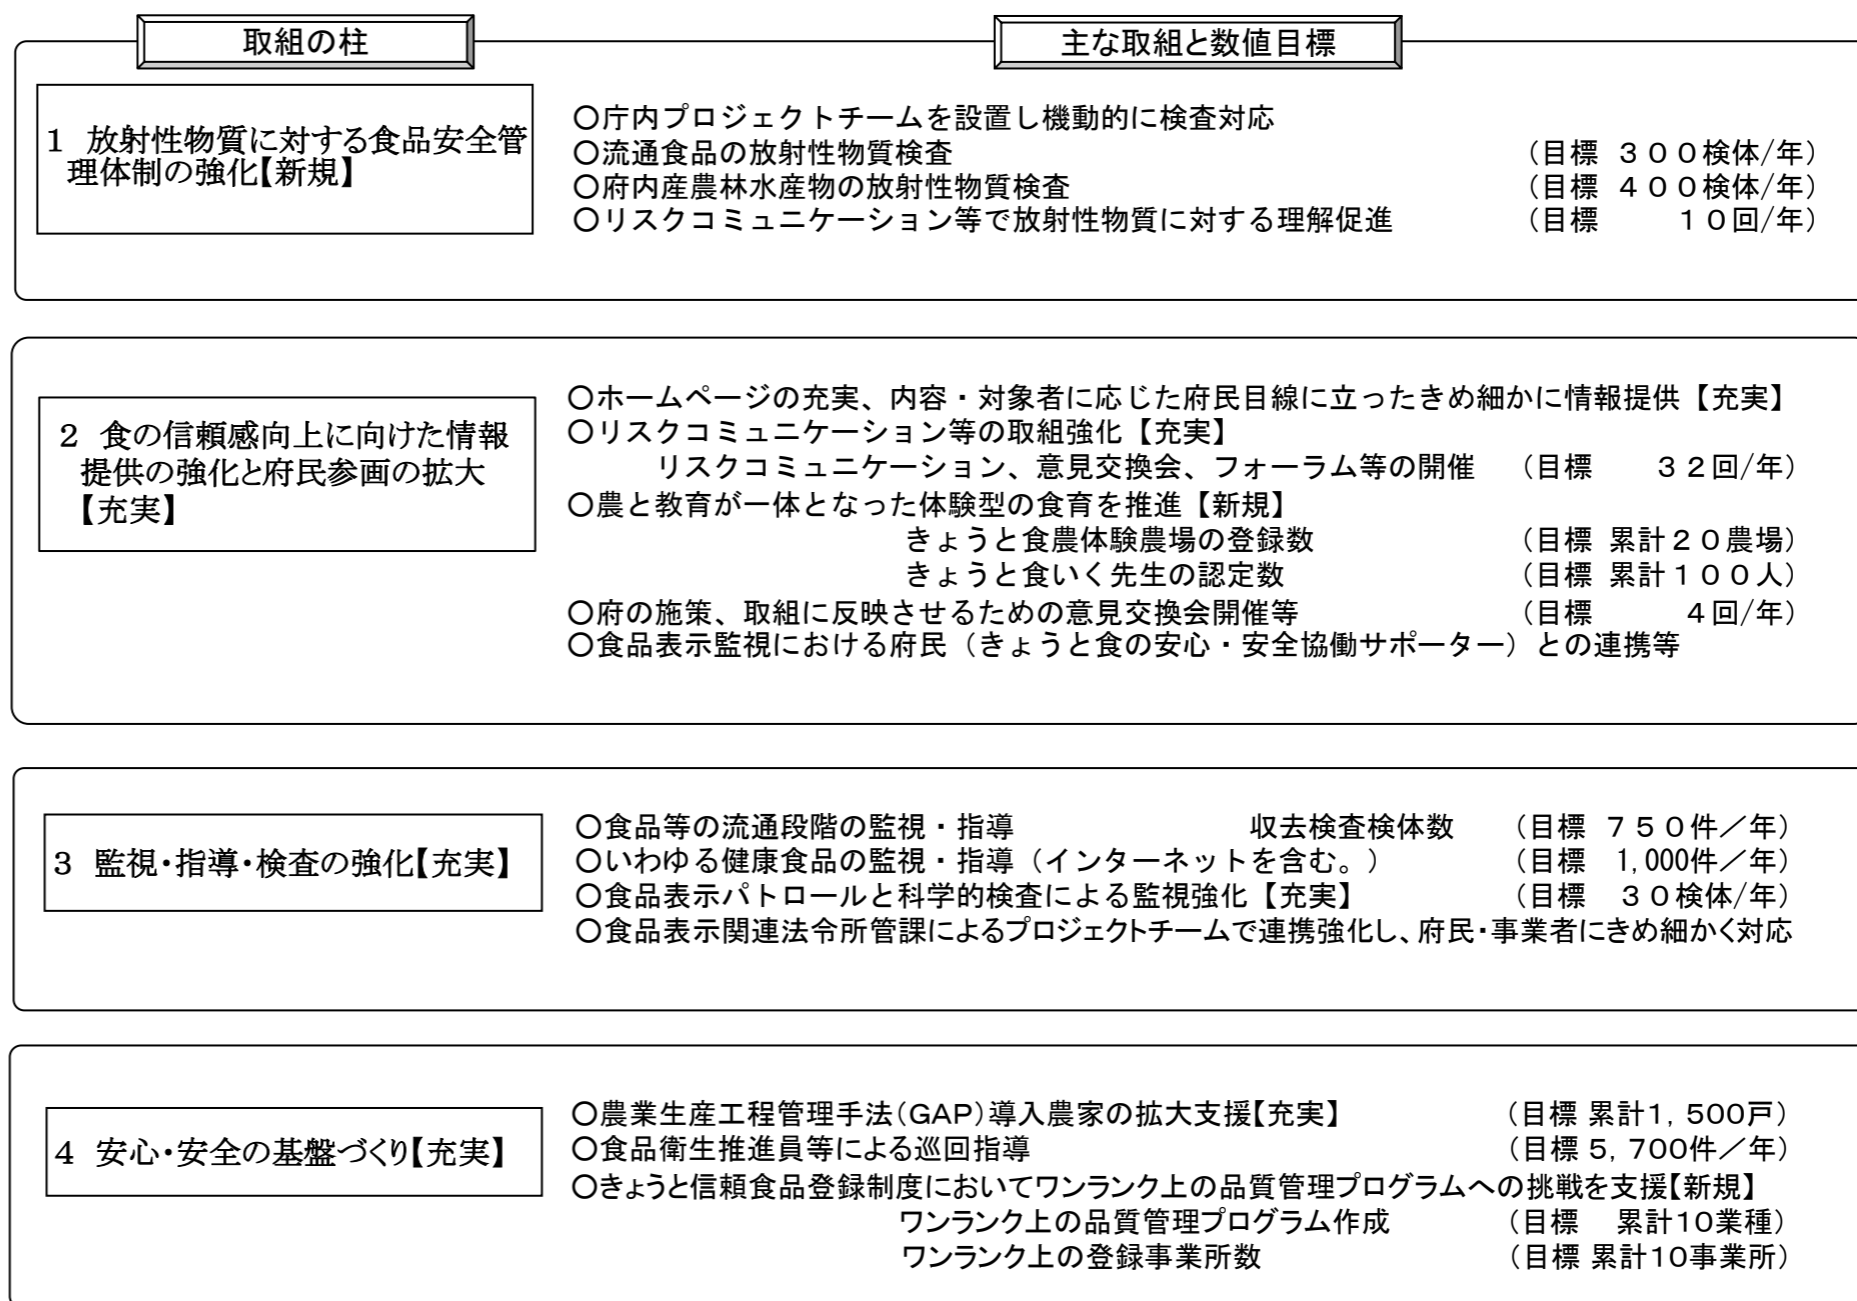 取組の柱
主な取組と数値目標
1 放射性物質に対する食品安全管
理体制の強化【新規】
○庁内プロジェクトチームを設置し機動的に検査対応
○流通食品の放射性物質検査 (目標 300検体/年)
○府内産農林水産物の放射性物質検査 (目標 400検体/年)
○リスクコミュニケーション等で放射性物質に対する理解促進 (目標 10回/年)
2 食の信頼感向上に向けた情報
提供の強化と府民参画の拡大
【充実】
○ホームページの充実、内容・対象者に応じた府民目線に立ったきめ細かに情報提供【充実】
○リスクコミュニケーション等の取組強化【充実】
リスクコミュニケーション、意見交換会、フォーラム等の開催 (目標 32回/年)
○農と教育が一体となった体験型の食育を推進【新規】
きょうと食農体験農場の登録数 (目標 累計20農場)
きょうと食いく先生の認定数 (目標 累計100人)
○府の施策、取組に反映させるための意見交換会開催等 (目標 4回/年)
○食品表示監視における府民(きょうと食の安心・安全協働サポーター)との連携等
3 監視・指導・検査の強化【充実】
○食品等の流通段階の監視・指導 収去検査検体数 (目標 750件/年)
○いわゆる健康食品の監視・指導(インターネットを含む。) (目標 1,000件/年)
○食品表示パトロールと科学的検査による監視強化【充実】 (目標 30検体/年)
○食品表示関連法令所管課によるプロジェクトチームで連携強化し、府民・事業者にきめ細かく対応
4 安心・安全の基盤づくり【充実】
○農業生産工程管理手法(GAP)導入農家の拡大支援【充実】 (目標 累計1,500戸)
○食品衛生推進員等による巡回指導 (目標 5,700件/年)
○きょうと信頼食品登録制度においてワンランク上の品質管理プログラムへの挑戦を支援【新規】
ワンランク上の品質管理プログラム作成 (目標 累計10業種)
ワンランク上の登録事業所数 (目標 累計10事業所)